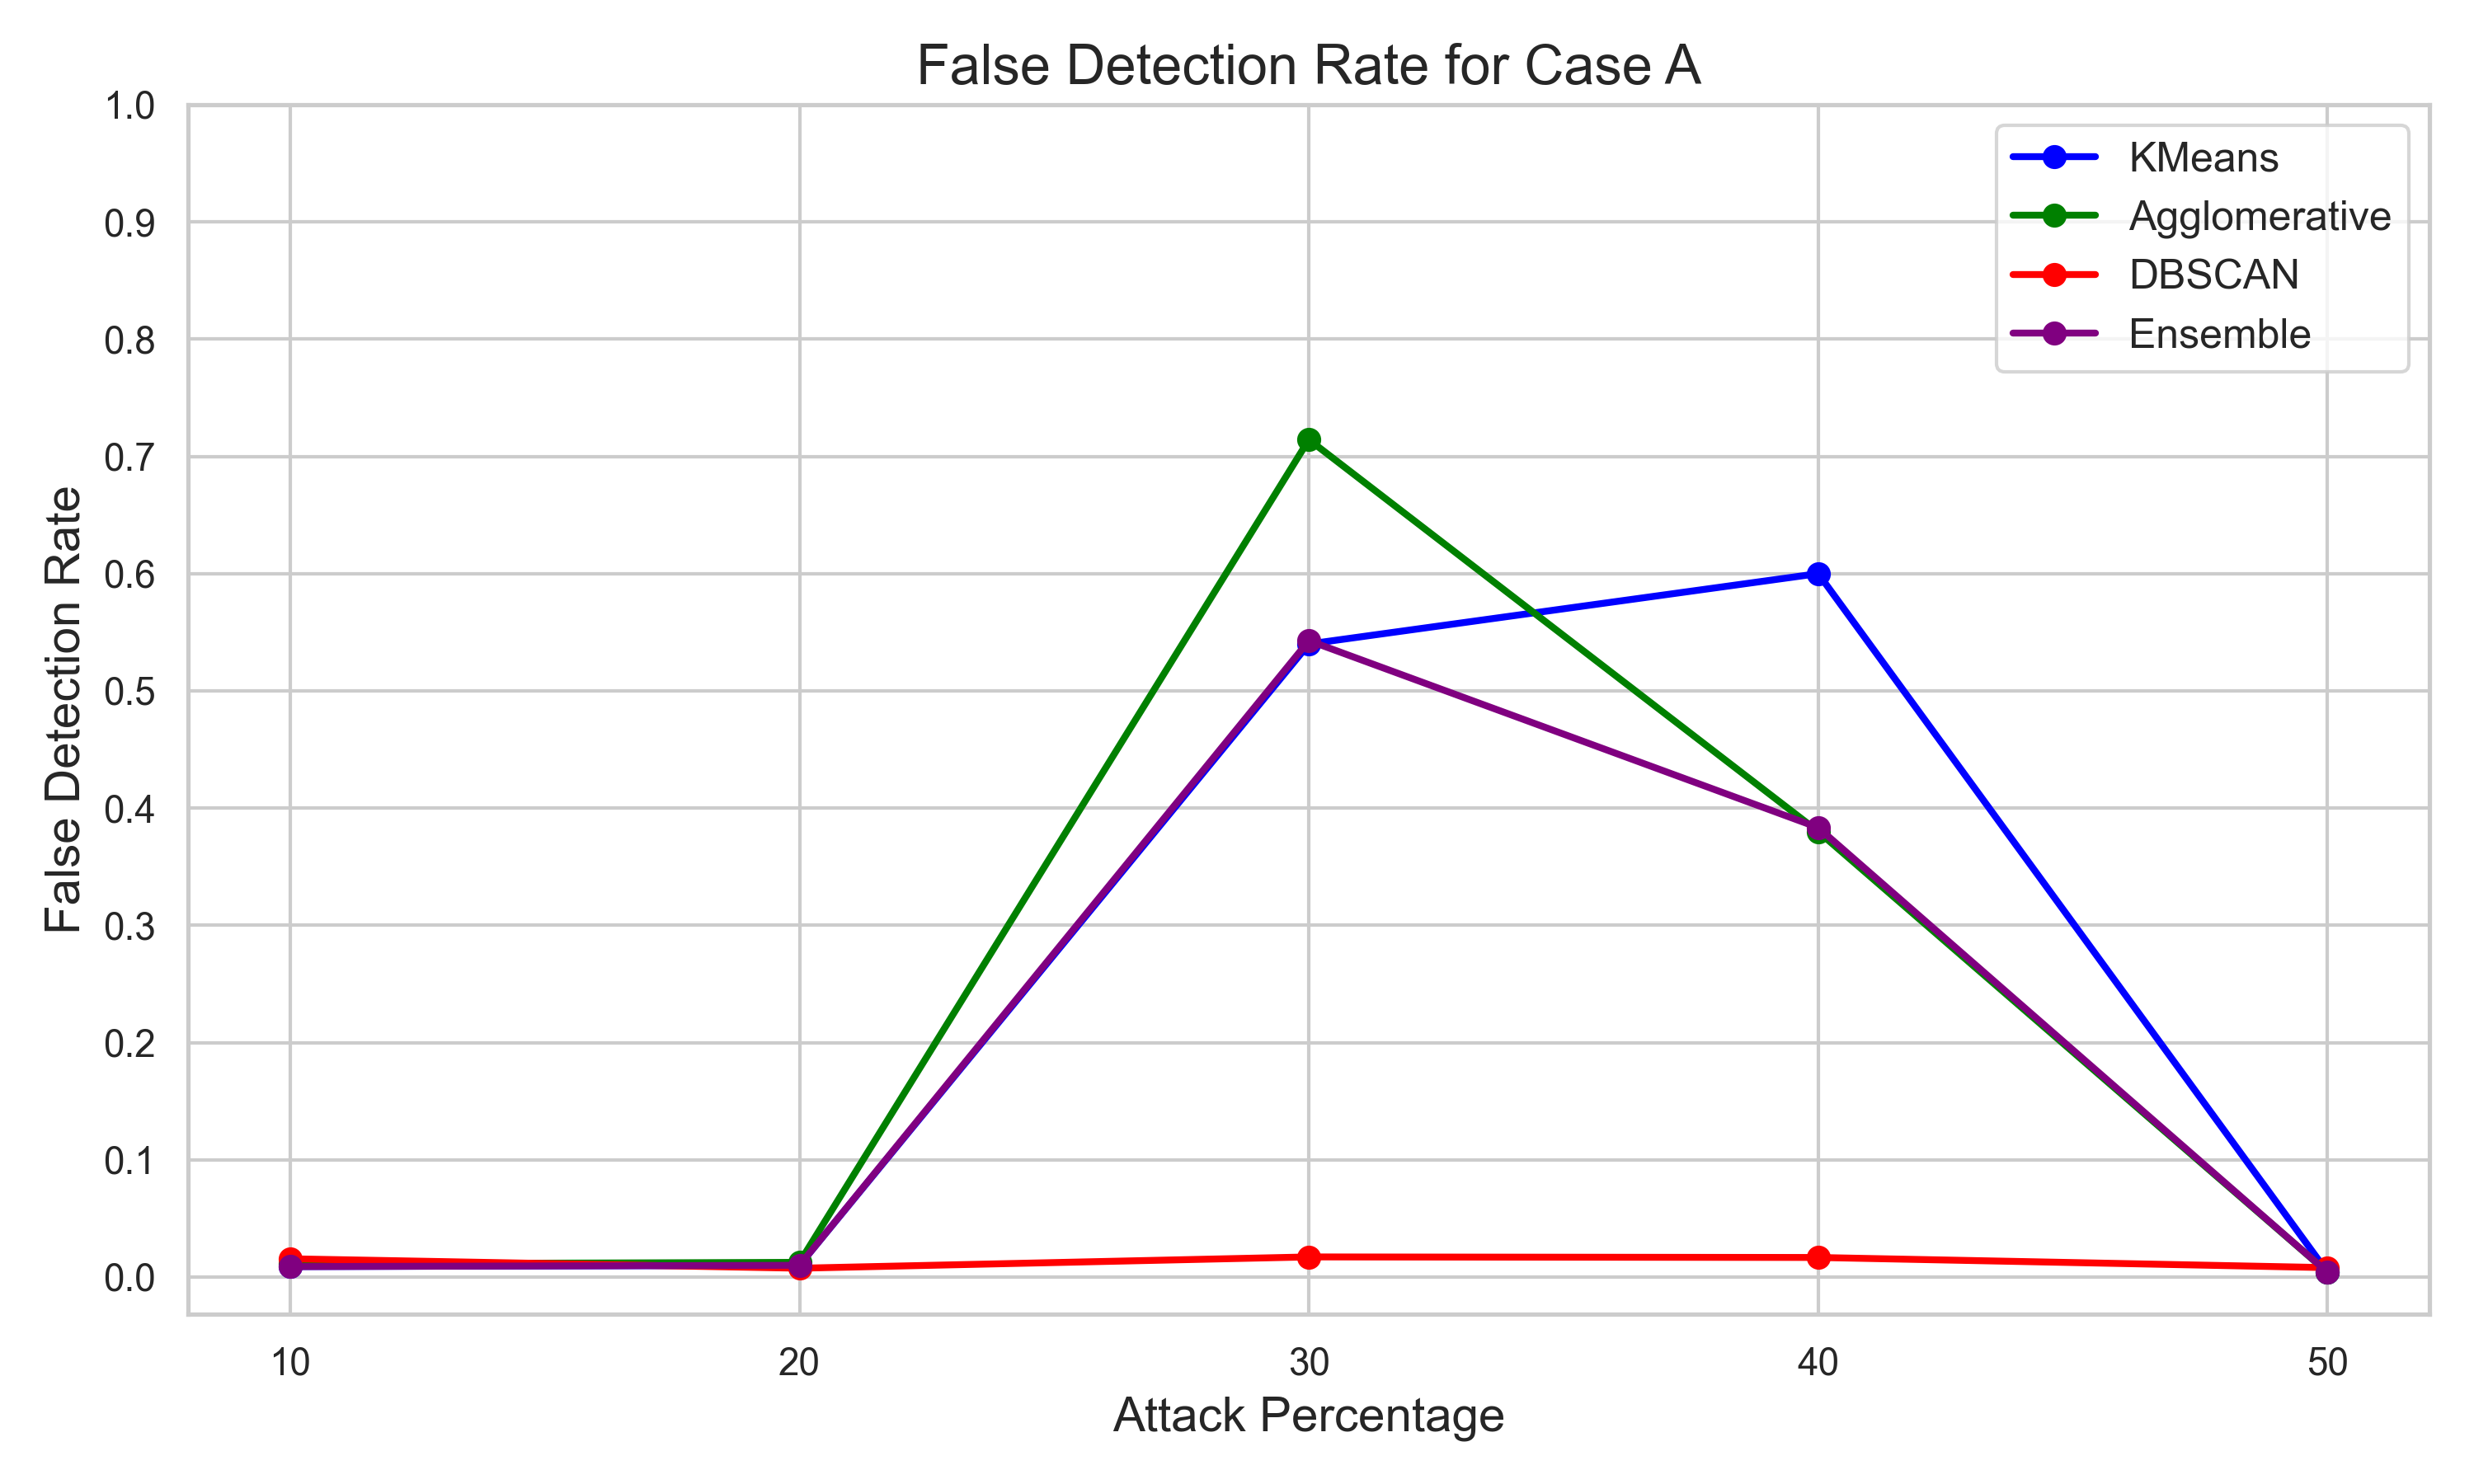 False Detection Rate for Case A
1.0
0.9
0.8
0.7
0.6
0.5
0.4
0.3
0.2
0.1
0.0
False Detection Rate
KMeans
Agglomerative
DBSCAN
Ensemble
10 20 30 40 50
Attack Percentage